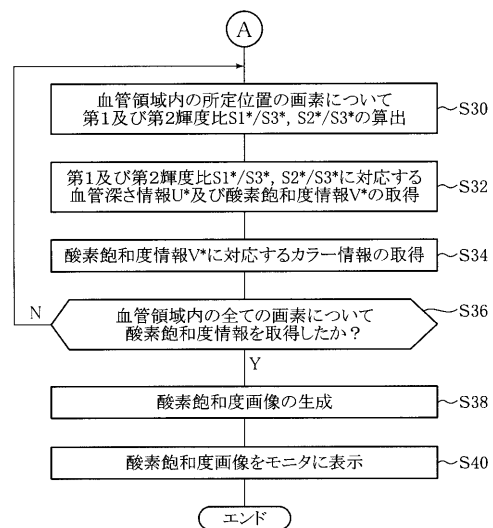 A
血管領域内の所定位置の画素について
第1及び第2輝度比S1*/S3*, S2*/S3*の算出
S30
第1及び第2輝度比S1*/S3*, S2*/S3*に対応する
血管深さ情報U*及び酸素飽和度情報V*の取得
S32
酸素飽和度情報V*に対応するカラー情報の取得
S34
血管領域内の全ての画素について
酸素飽和度情報を取得したか？
S36
N
Y
酸素飽和度画像の生成
S38
酸素飽和度画像をモニタに表示
S40
エンド